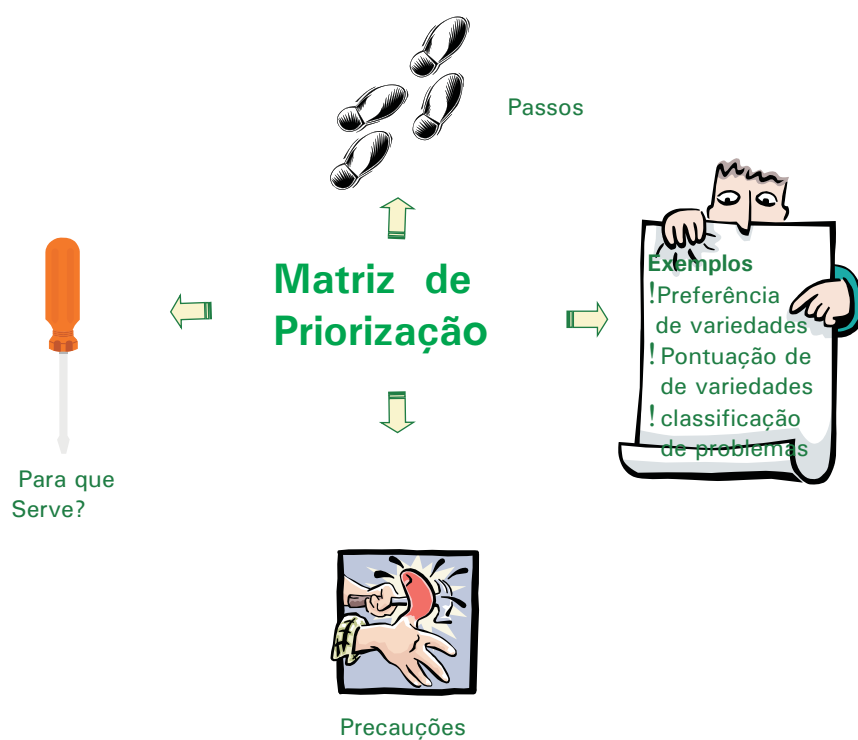 Passos
Matriz de
Priorização
Exemplos
!Preferência
de variedades
! Pontuação de
de variedades
! classificação
de problemas
Para que
Serve?
Precauções